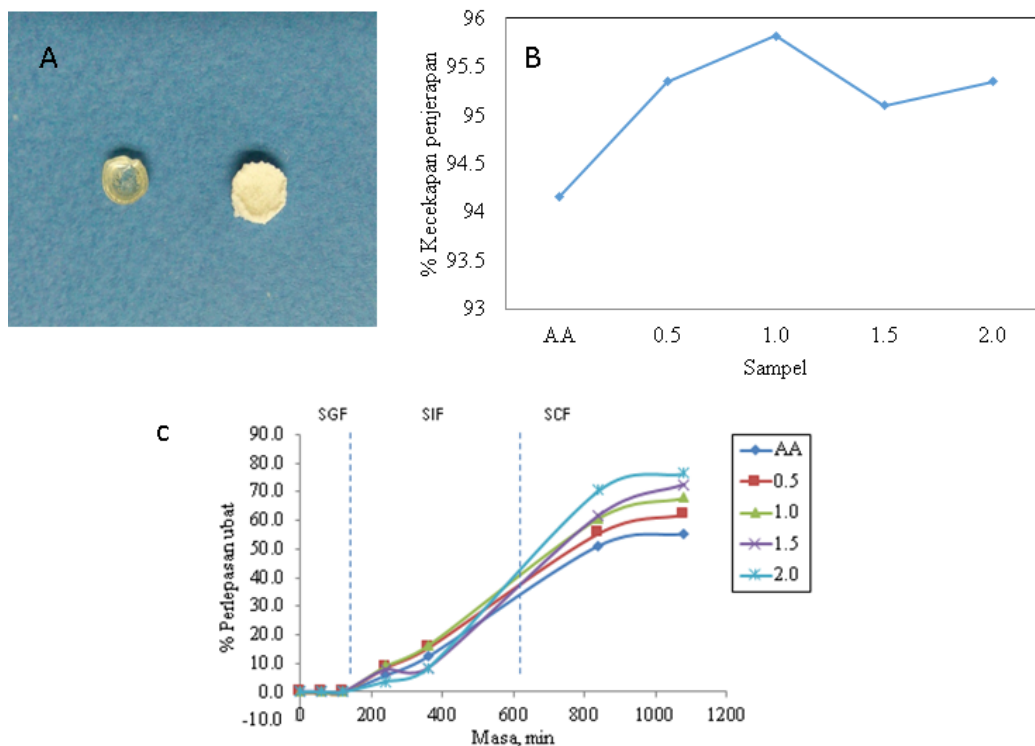 A
B
96
95.5
95
94.5
94
93.5
93
% Kecekapan penjerapan
AA 0.5 1.0 1.5 2.0
Sampel
c
SGF SIF SCF
90.0
80.0
70.0
60.0
50.0
40.0
30.0
20.0
10.0
0.0
-10.0
% Perlepasan ubat
0 200 400 600 800 1000 1200
Masa, min
AA
0.5
1.0
1.5
2.0